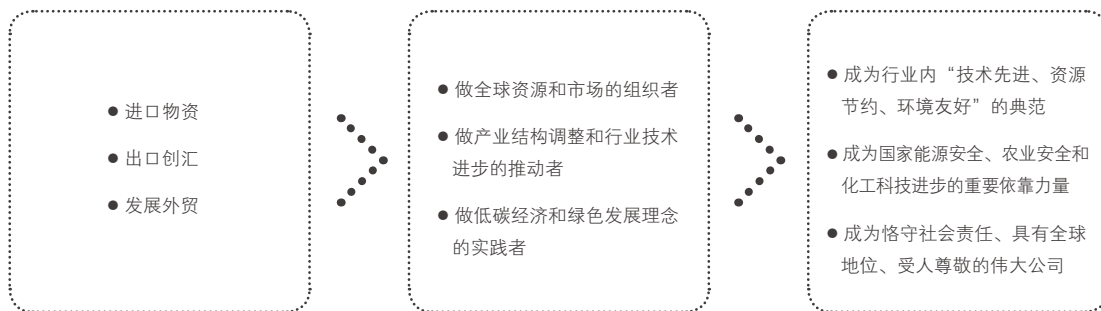 ● 进口物资
● 出口创汇
● 发展外贸
● 做全球资源和市场的组织者
● 做产业结构调整和行业技术
进步的推动者
● 做低碳经济和绿色发展理念
的实践者
● 成为行业内“技术先进、资源
节约、环境友好”的典范
● 成为国家能源安全、农业安全和
化工科技进步的重要依靠力量
● 成为恪守社会责任、具有全球
地位、受人尊敬的伟大公司